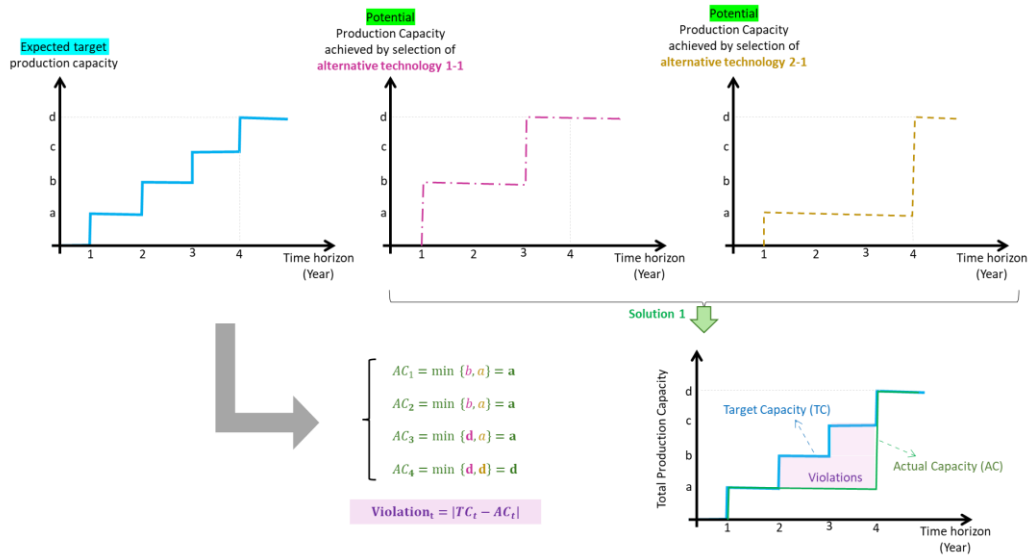 Expected target
production capacity
d
c
b
a
1
2
3
4
Time horizon
(Year)
Potential
Production Capacity
achieved by selection of
alternative technology 1-1
d
c
b
a
1
2
3
4
Time horizon
(Year)
Potential
Production Capacity
achieved by selection of
alternative technology 2-1
d
c
b
a
1
2
3
4
Time horizon
(Year)
Solution 1
AC₁ = min {b, a} = a
AC₂ = min {b, a} = a
AC₃ = min {d, a} = a
AC₄ = min {d, d} = d
Violationₜ = |TCₜ − ACₜ|
Total Production Capacity
d
c
b
a
Target Capacity (TC)
Violations
Actual Capacity (AC)
1
2
3
4
Time horizon
(Year)